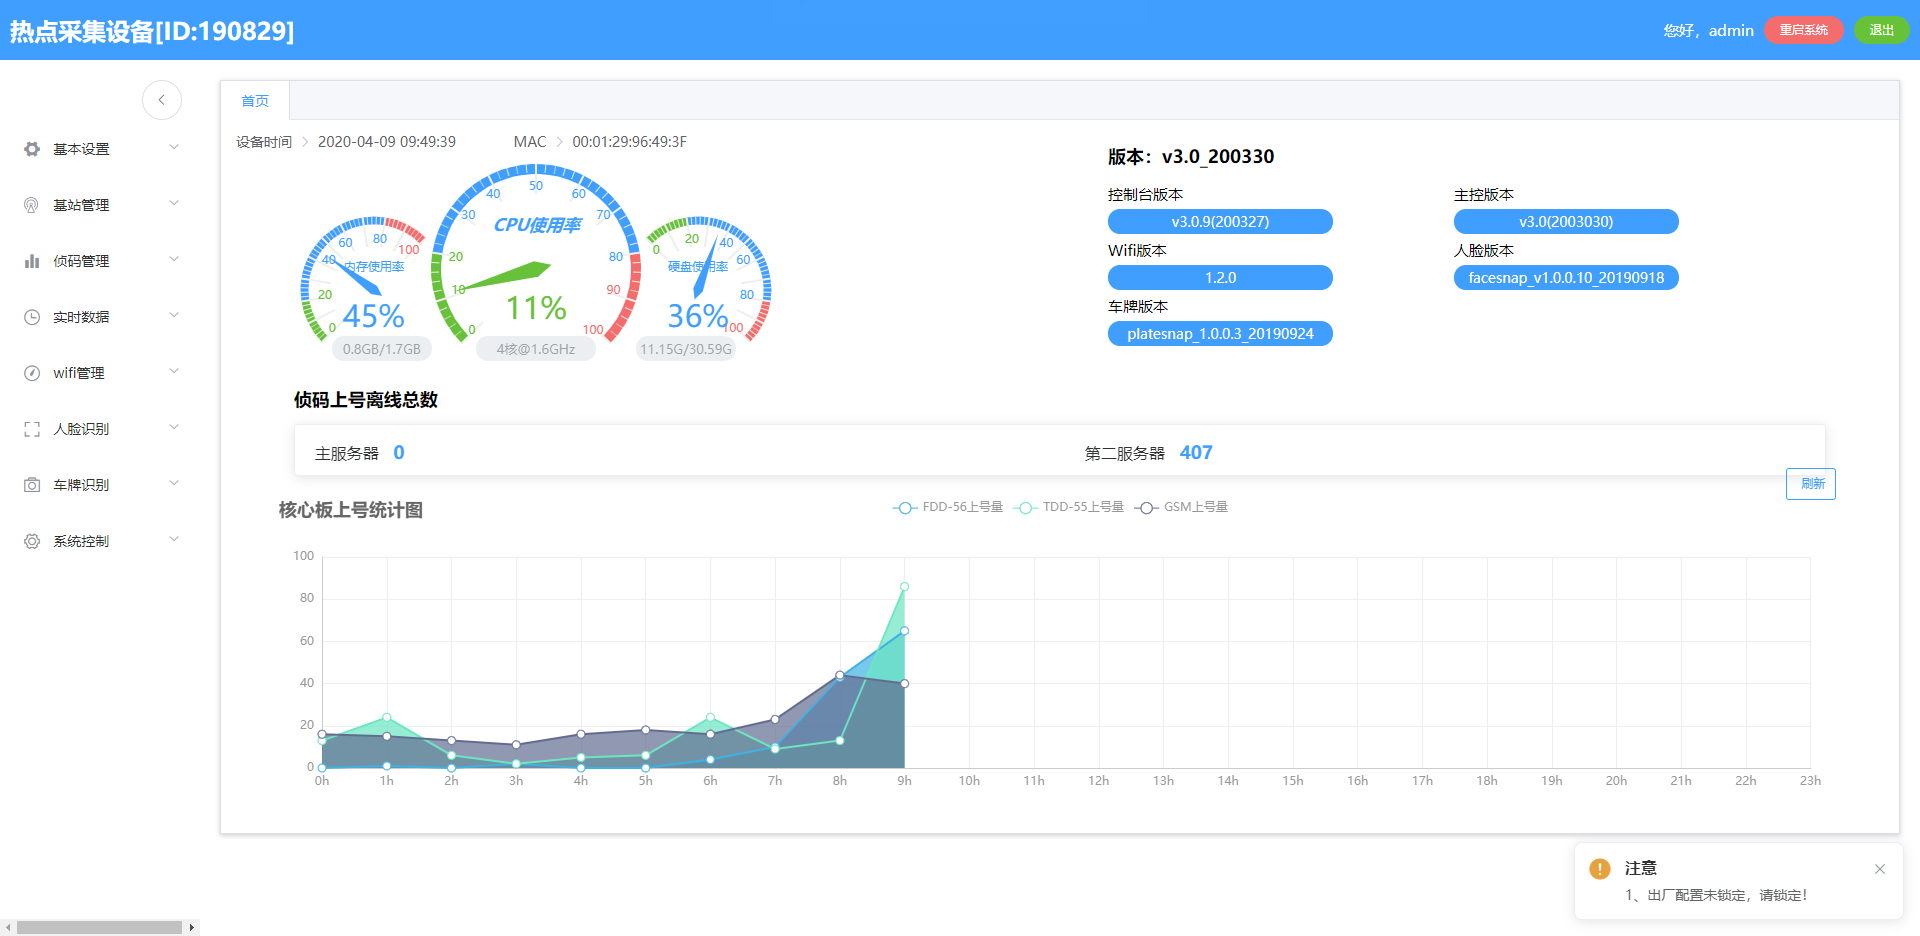 热点采集设备[ID:190829]
您好，admin
重启系统
退出
首页
基本设置
基站管理
侦码管理
实时数据
wifi管理
人脸识别
车牌识别
系统控制
设备时间 2020-04-09 09:49:39 MAC 00:01:29:96:49:3F
0 20 40 60 80 100
内存使用率
45%
0.8GB/1.7GB
0 10 20 30 40 50 60 70 80 90 100
CPU使用率
11%
4核@1.6GHz
0 20 40 60 80 100
硬盘使用率
36%
11.15G/30.59G
版本：v3.0_200330
控制台版本
v3.0.9(200327)
主控版本
v3.0(2003030)
Wifi版本
1.2.0
人脸版本
facesnap_v1.0.0.10_20190918
车牌版本
platesnap_1.0.0.3_20190924
侦码上号离线总数
主服务器 0
第二服务器 407
刷新
核心板上号统计图
FDD-56上号量 TDD-55上号量 GSM上号量
100
80
60
40
20
0
0h 1h 2h 3h 4h 5h 6h 7h 8h 9h 10h 11h 12h 13h 14h 15h 16h 17h 18h 19h 20h 21h 22h 23h
注意
1、出厂配置未锁定，请锁定！